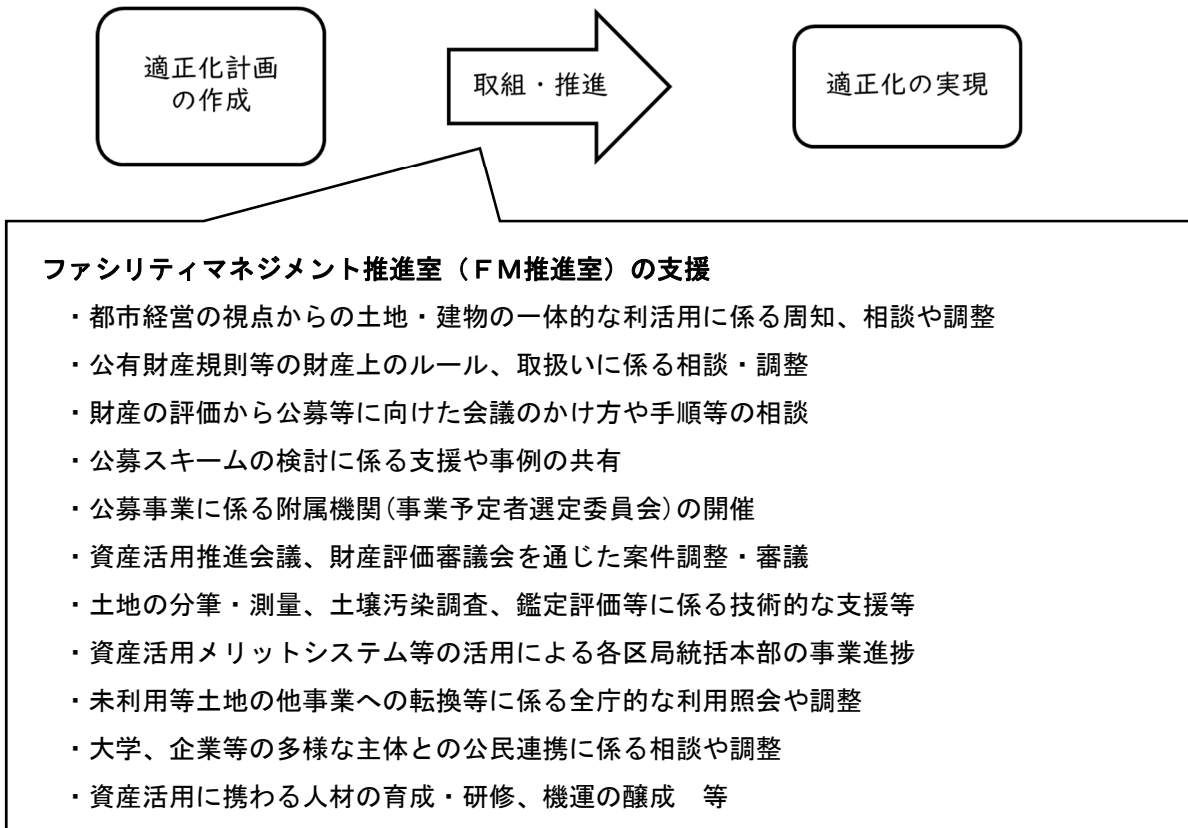 適正化計画
の作成
取組・推進
適正化の実現
ファシリティマネジメント推進室（ＦＭ推進室）の支援
・都市経営の視点からの土地・建物の一体的な利活用に係る周知、相談や調整
・公有財産規則等の財産上のルール、取扱いに係る相談・調整
・財産の評価から公募等に向けた会議のかけ方や手順等の相談
・公募スキームの検討に係る支援や事例の共有
・公募事業に係る附属機関(事業予定者選定委員会)の開催
・資産活用推進会議、財産評価審議会を通じた案件調整・審議
・土地の分筆・測量、土壌汚染調査、鑑定評価等に係る技術的な支援等
・資産活用メリットシステム等の活用による各区局統括本部の事業進捗
・未利用等土地の他事業への転換等に係る全庁的な利用照会や調整
・大学、企業等の多様な主体との公民連携に係る相談や調整
・資産活用に携わる人材の育成・研修、機運の醸成　等